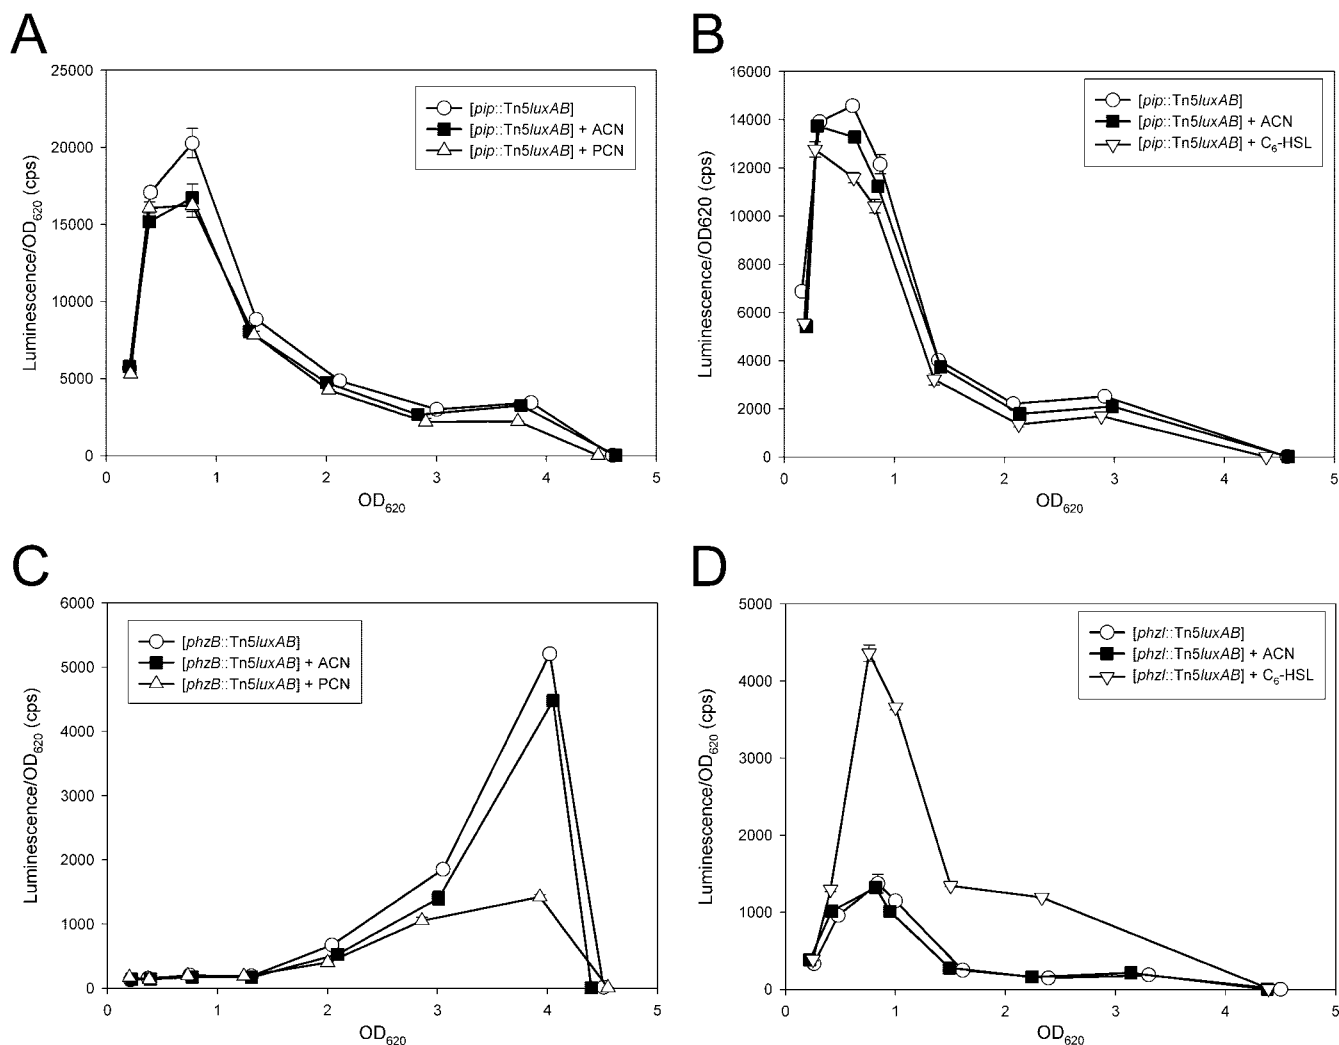 A
B
25000
20000
15000
10000
5000
0
Luminescence/OD620 (cps)
[pip::Tn5luxAB]
[pip::Tn5luxAB] + ACN
[pip::Tn5luxAB] + PCN
0 1 2 3 4 5
OD620
16000
14000
12000
10000
8000
6000
4000
2000
0
Luminescence/OD620 (cps)
[pip::Tn5luxAB]
[pip::Tn5luxAB] + ACN
[pip::Tn5luxAB] + C6-HSL
0 1 2 3 4 5
OD620
C
D
6000
5000
4000
3000
2000
1000
0
Luminescence/OD620 (cps)
[phzB::Tn5luxAB]
[phzB::Tn5luxAB] + ACN
[phzB::Tn5luxAB] + PCN
0 1 2 3 4 5
OD620
5000
4000
3000
2000
1000
0
Luminescence/OD620 (cps)
[phzI::Tn5luxAB]
[phzI::Tn5luxAB] + ACN
[phzI::Tn5luxAB] + C6-HSL
0 1 2 3 4 5
OD620